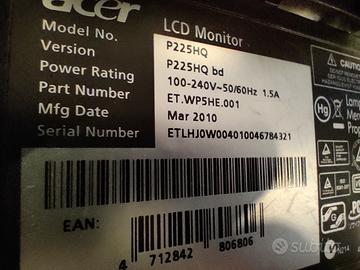 acer
LCD Monitor
Model No. P225HQ
Version P225HQ bd
Power Rating 100-240V~50/60Hz 1.5A
Part Number ET.WP5HE.001
Mfg Date Mar 2010
Serial Number ETLHJ0W004010046784321
EAN:
4 712842 806806
Hg
subito